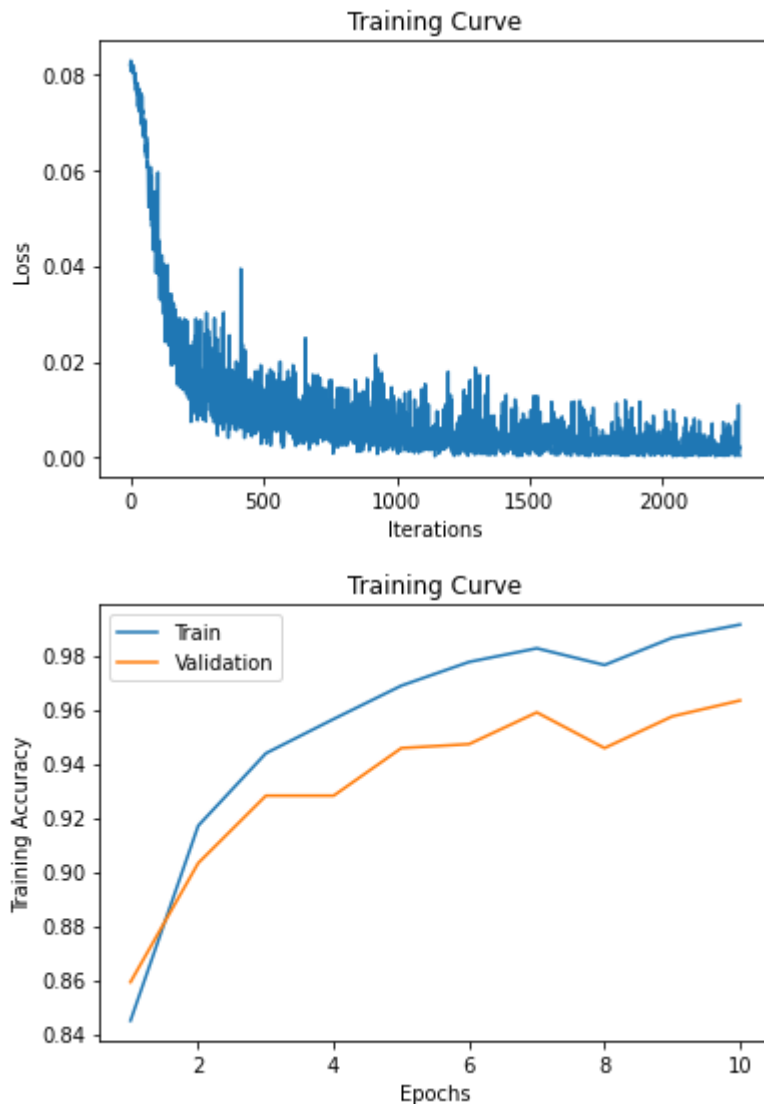 Training Curve
0.08
0.06
0.04
0.02
0.00
Loss
0 500 1000 1500 2000
Iterations
Training Curve
Train
Validation
0.98
0.96
0.94
0.92
0.90
0.88
0.86
0.84
Training Accuracy
2 4 6 8 10
Epochs